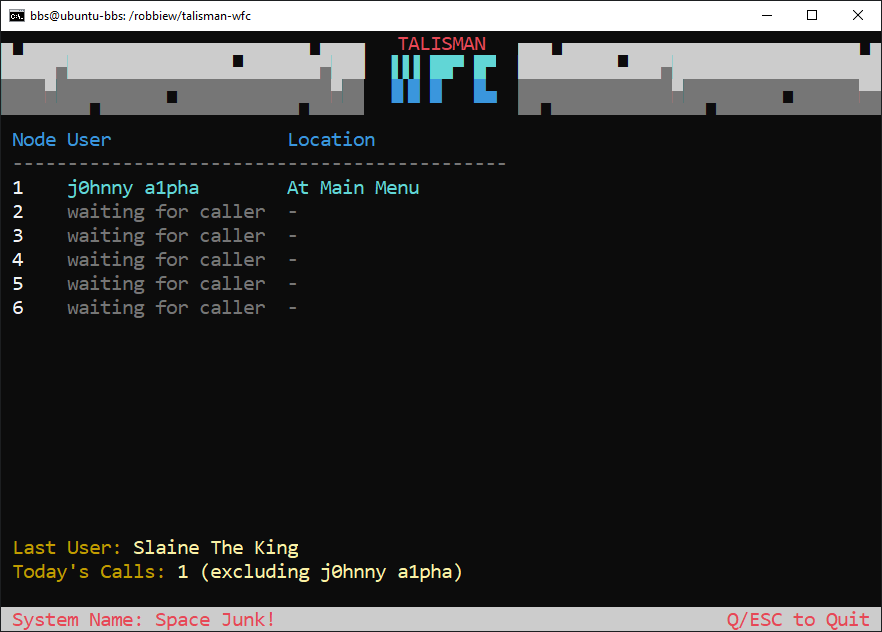 bbs@ubuntu-bbs: /robbiew/talisman-wfc
TALISMAN
WFC
Node User Location
---------------------------------------------
1 j0hnny a1pha At Main Menu
2 waiting for caller -
3 waiting for caller -
4 waiting for caller -
5 waiting for caller -
6 waiting for caller -
Last User: Slaine The King
Today's Calls: 1 (excluding j0hnny a1pha)
System Name: Space Junk! Q/ESC to Quit